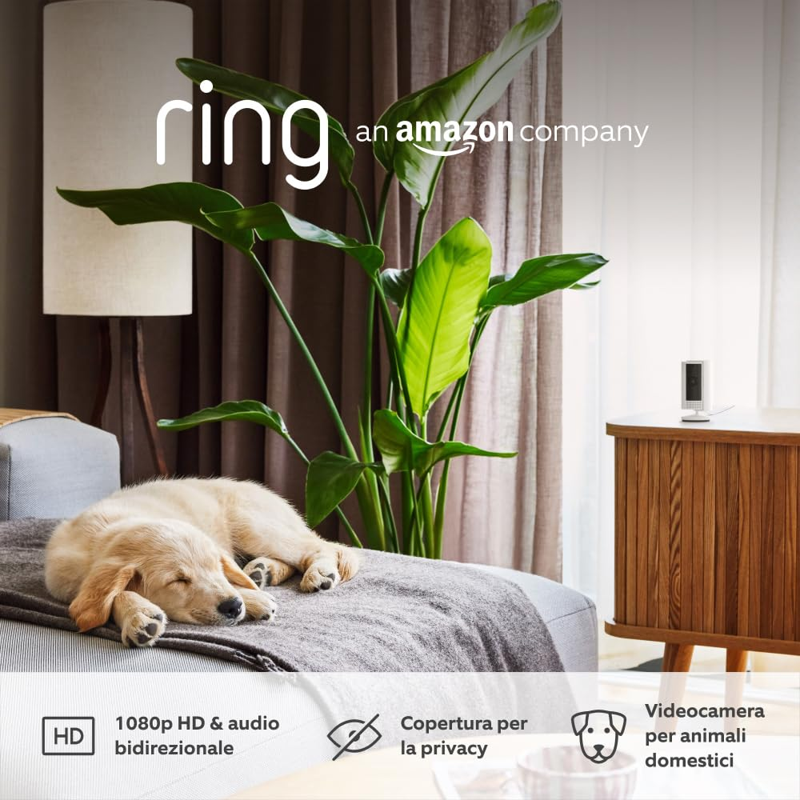 ring an amazon company
HD
1080p HD & audio
bidirezionale
Copertura per
la privacy
Videocamera
per animali
domestici